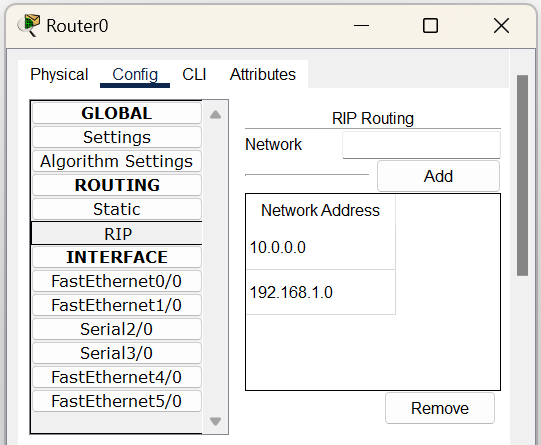 Router0
Physical Config CLI Attributes
GLOBAL
Settings
Algorithm Settings
ROUTING
Static
RIP
INTERFACE
FastEthernet0/0
FastEthernet1/0
Serial2/0
Serial3/0
FastEthernet4/0
FastEthernet5/0
RIP Routing
Network
Add
Network Address
10.0.0.0
192.168.1.0
Remove